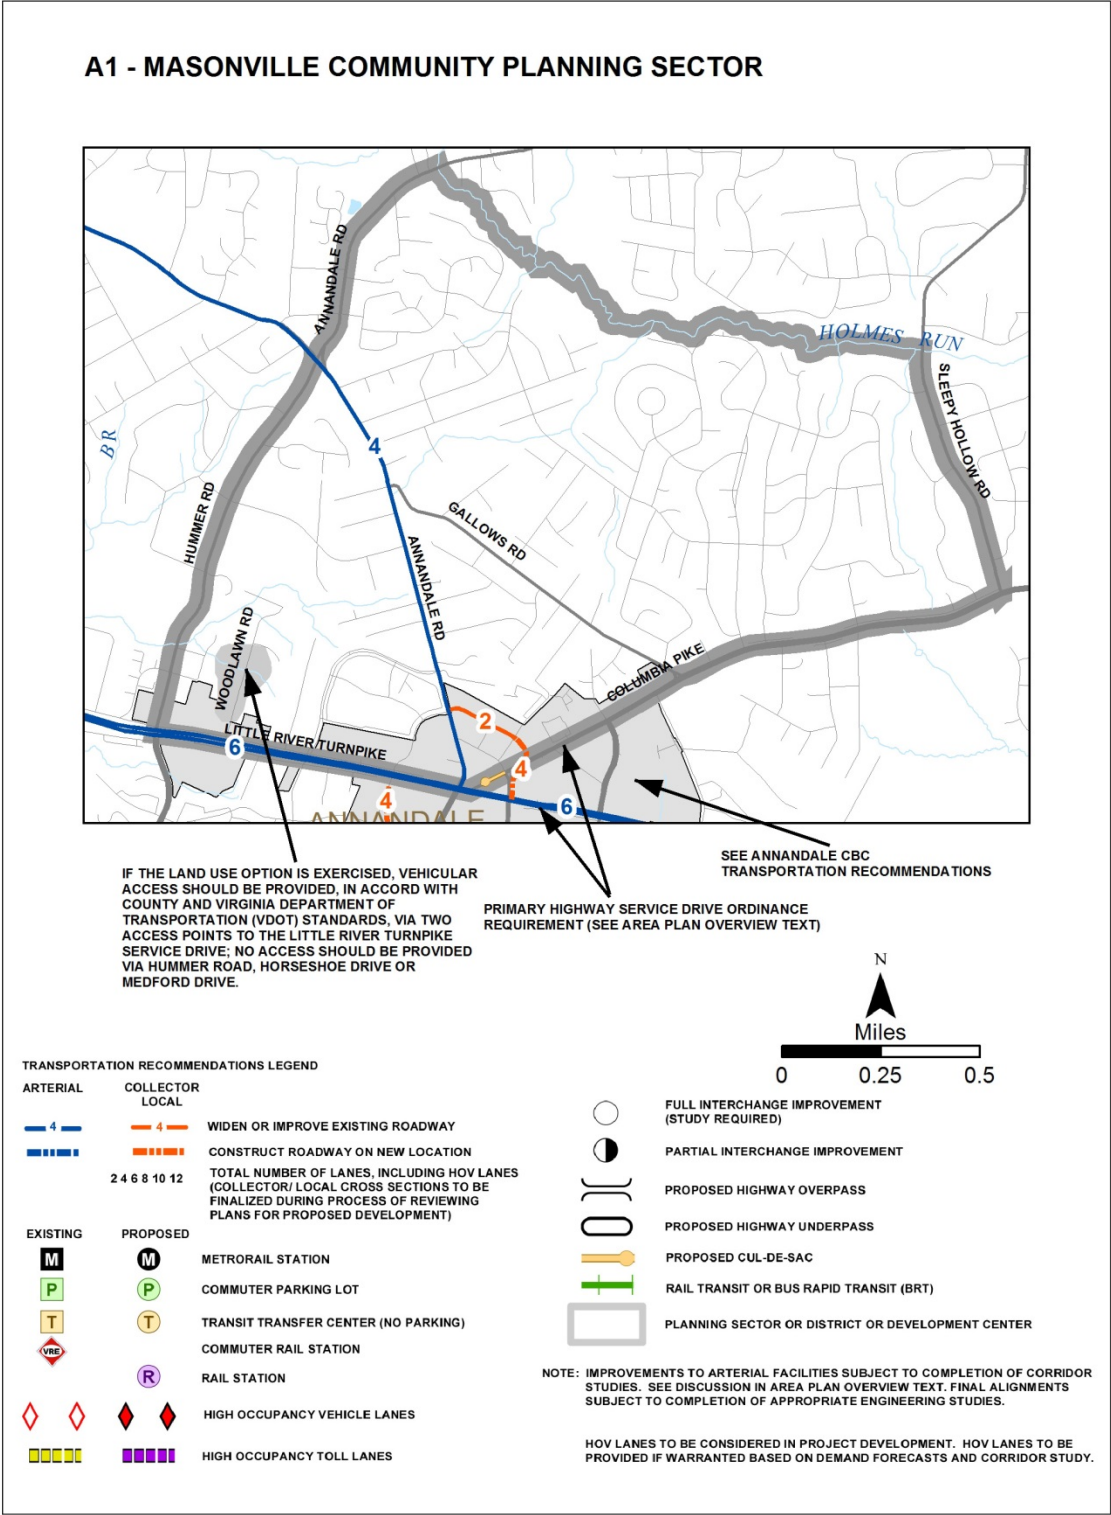 A1 - MASONVILLE COMMUNITY PLANNING SECTOR
ANNANDALE RD
HOLMES RUN
SLEEPY HOLLOW RD
BR
4
HUMMER RD
GALLOWS RD
ANNANDALE RD
WOODLAWN RD
COLUMBIA PIKE
2
LITTLE RIVER TURNPIKE
6
4
4
6
ANNANDALE
IF THE LAND USE OPTION IS EXERCISED, VEHICULAR
ACCESS SHOULD BE PROVIDED, IN ACCORD WITH
COUNTY AND VIRGINIA DEPARTMENT OF
TRANSPORTATION (VDOT) STANDARDS, VIA TWO
ACCESS POINTS TO THE LITTLE RIVER TURNPIKE
SERVICE DRIVE; NO ACCESS SHOULD BE PROVIDED
VIA HUMMER ROAD, HORSESHOE DRIVE OR
MEDFORD DRIVE.
PRIMARY HIGHWAY SERVICE DRIVE ORDINANCE
REQUIREMENT (SEE AREA PLAN OVERVIEW TEXT)
SEE ANNANDALE CBC
TRANSPORTATION RECOMMENDATIONS
N
Miles
0 0.25 0.5
TRANSPORTATION RECOMMENDATIONS LEGEND
ARTERIAL COLLECTOR
LOCAL
4 4 WIDEN OR IMPROVE EXISTING ROADWAY
CONSTRUCT ROADWAY ON NEW LOCATION
2 4 6 8 10 12 TOTAL NUMBER OF LANES, INCLUDING HOV LANES
(COLLECTOR/ LOCAL CROSS SECTIONS TO BE
FINALIZED DURING PROCESS OF REVIEWING
PLANS FOR PROPOSED DEVELOPMENT)
EXISTING PROPOSED
M M METRORAIL STATION
P P COMMUTER PARKING LOT
T T TRANSIT TRANSFER CENTER (NO PARKING)
VRE COMMUTER RAIL STATION
R RAIL STATION
HIGH OCCUPANCY VEHICLE LANES
HIGH OCCUPANCY TOLL LANES
FULL INTERCHANGE IMPROVEMENT
(STUDY REQUIRED)
PARTIAL INTERCHANGE IMPROVEMENT
PROPOSED HIGHWAY OVERPASS
PROPOSED HIGHWAY UNDERPASS
PROPOSED CUL-DE-SAC
RAIL TRANSIT OR BUS RAPID TRANSIT (BRT)
PLANNING SECTOR OR DISTRICT OR DEVELOPMENT CENTER
NOTE: IMPROVEMENTS TO ARTERIAL FACILITIES SUBJECT TO COMPLETION OF CORRIDOR
STUDIES. SEE DISCUSSION IN AREA PLAN OVERVIEW TEXT. FINAL ALIGNMENTS
SUBJECT TO COMPLETION OF APPROPRIATE ENGINEERING STUDIES.
HOV LANES TO BE CONSIDERED IN PROJECT DEVELOPMENT. HOV LANES TO BE
PROVIDED IF WARRANTED BASED ON DEMAND FORECASTS AND CORRIDOR STUDY.